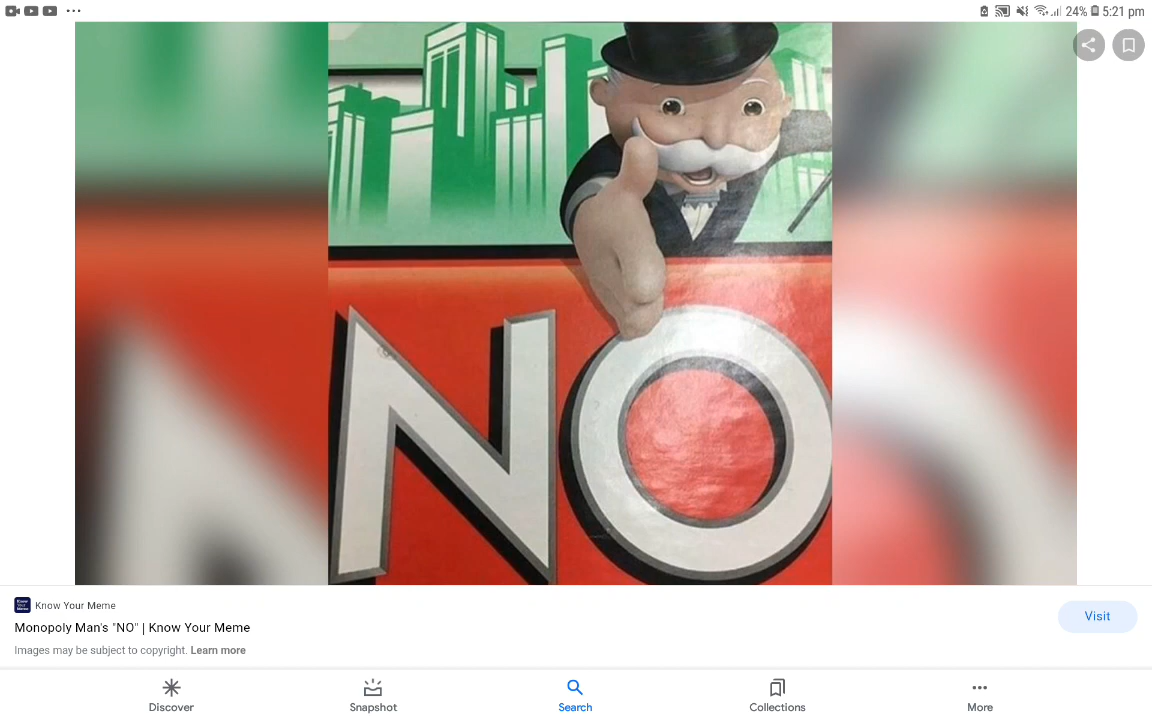 24% 5:21 pm
NO
Know Your Meme
Monopoly Man's "NO" | Know Your Meme
Visit
Images may be subject to copyright. Learn more
Discover
Snapshot
Search
Collections
More